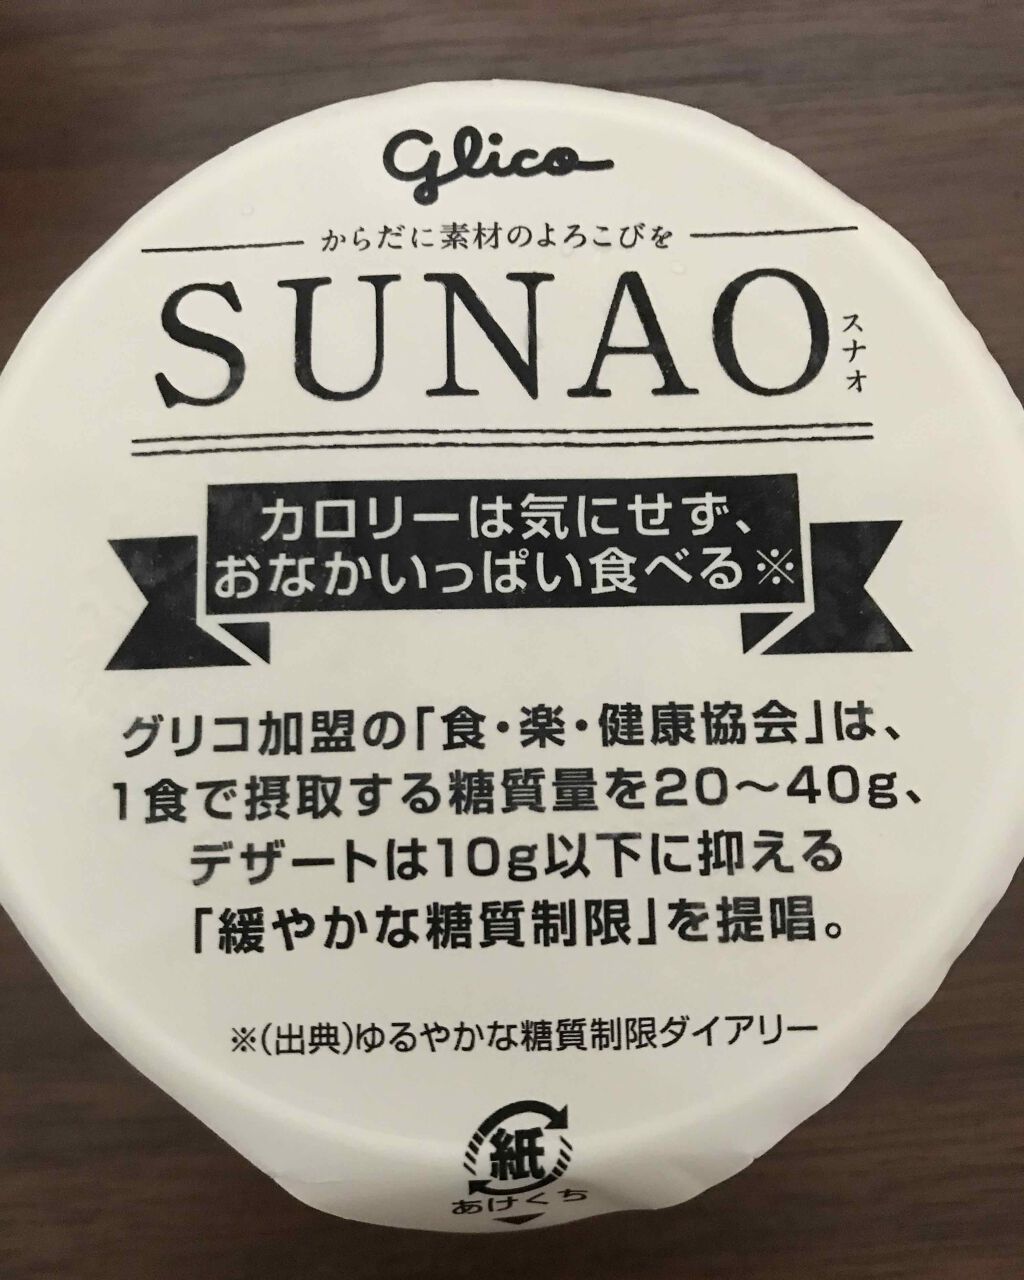 glico
からだに素材のよろこびを
SUNAO
スナオ
カロリーは気にせず、
おなかいっぱい食べる※
グリコ加盟の「食・楽・健康協会」は、
1食で摂取する糖質量を20〜40g、
デザートは10g以下に抑える
「緩やかな糖質制限」を提唱。
※(出典)ゆるやかな糖質制限ダイアリー
紙
あけくち